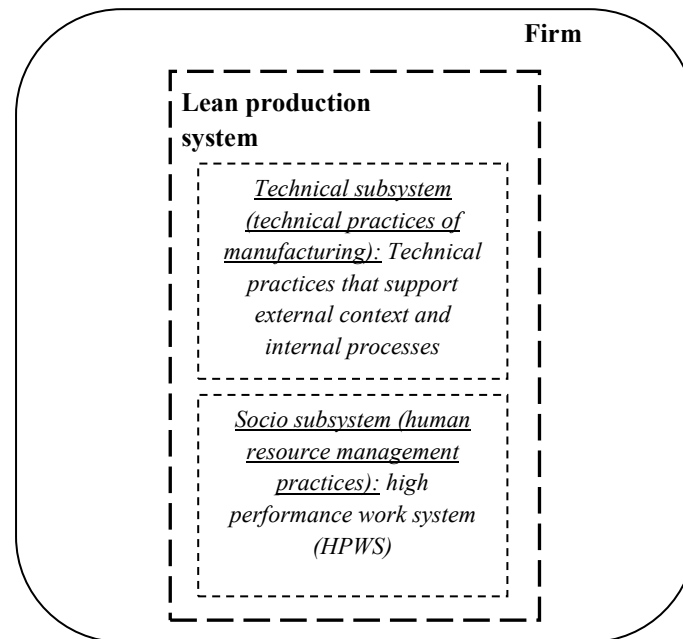 Firm
Lean production
system
Technical subsystem
(technical practices of
manufacturing): Technical
practices that support
external context and
internal processes
Socio subsystem (human
resource management
practices): high
performance work system
(HPWS)